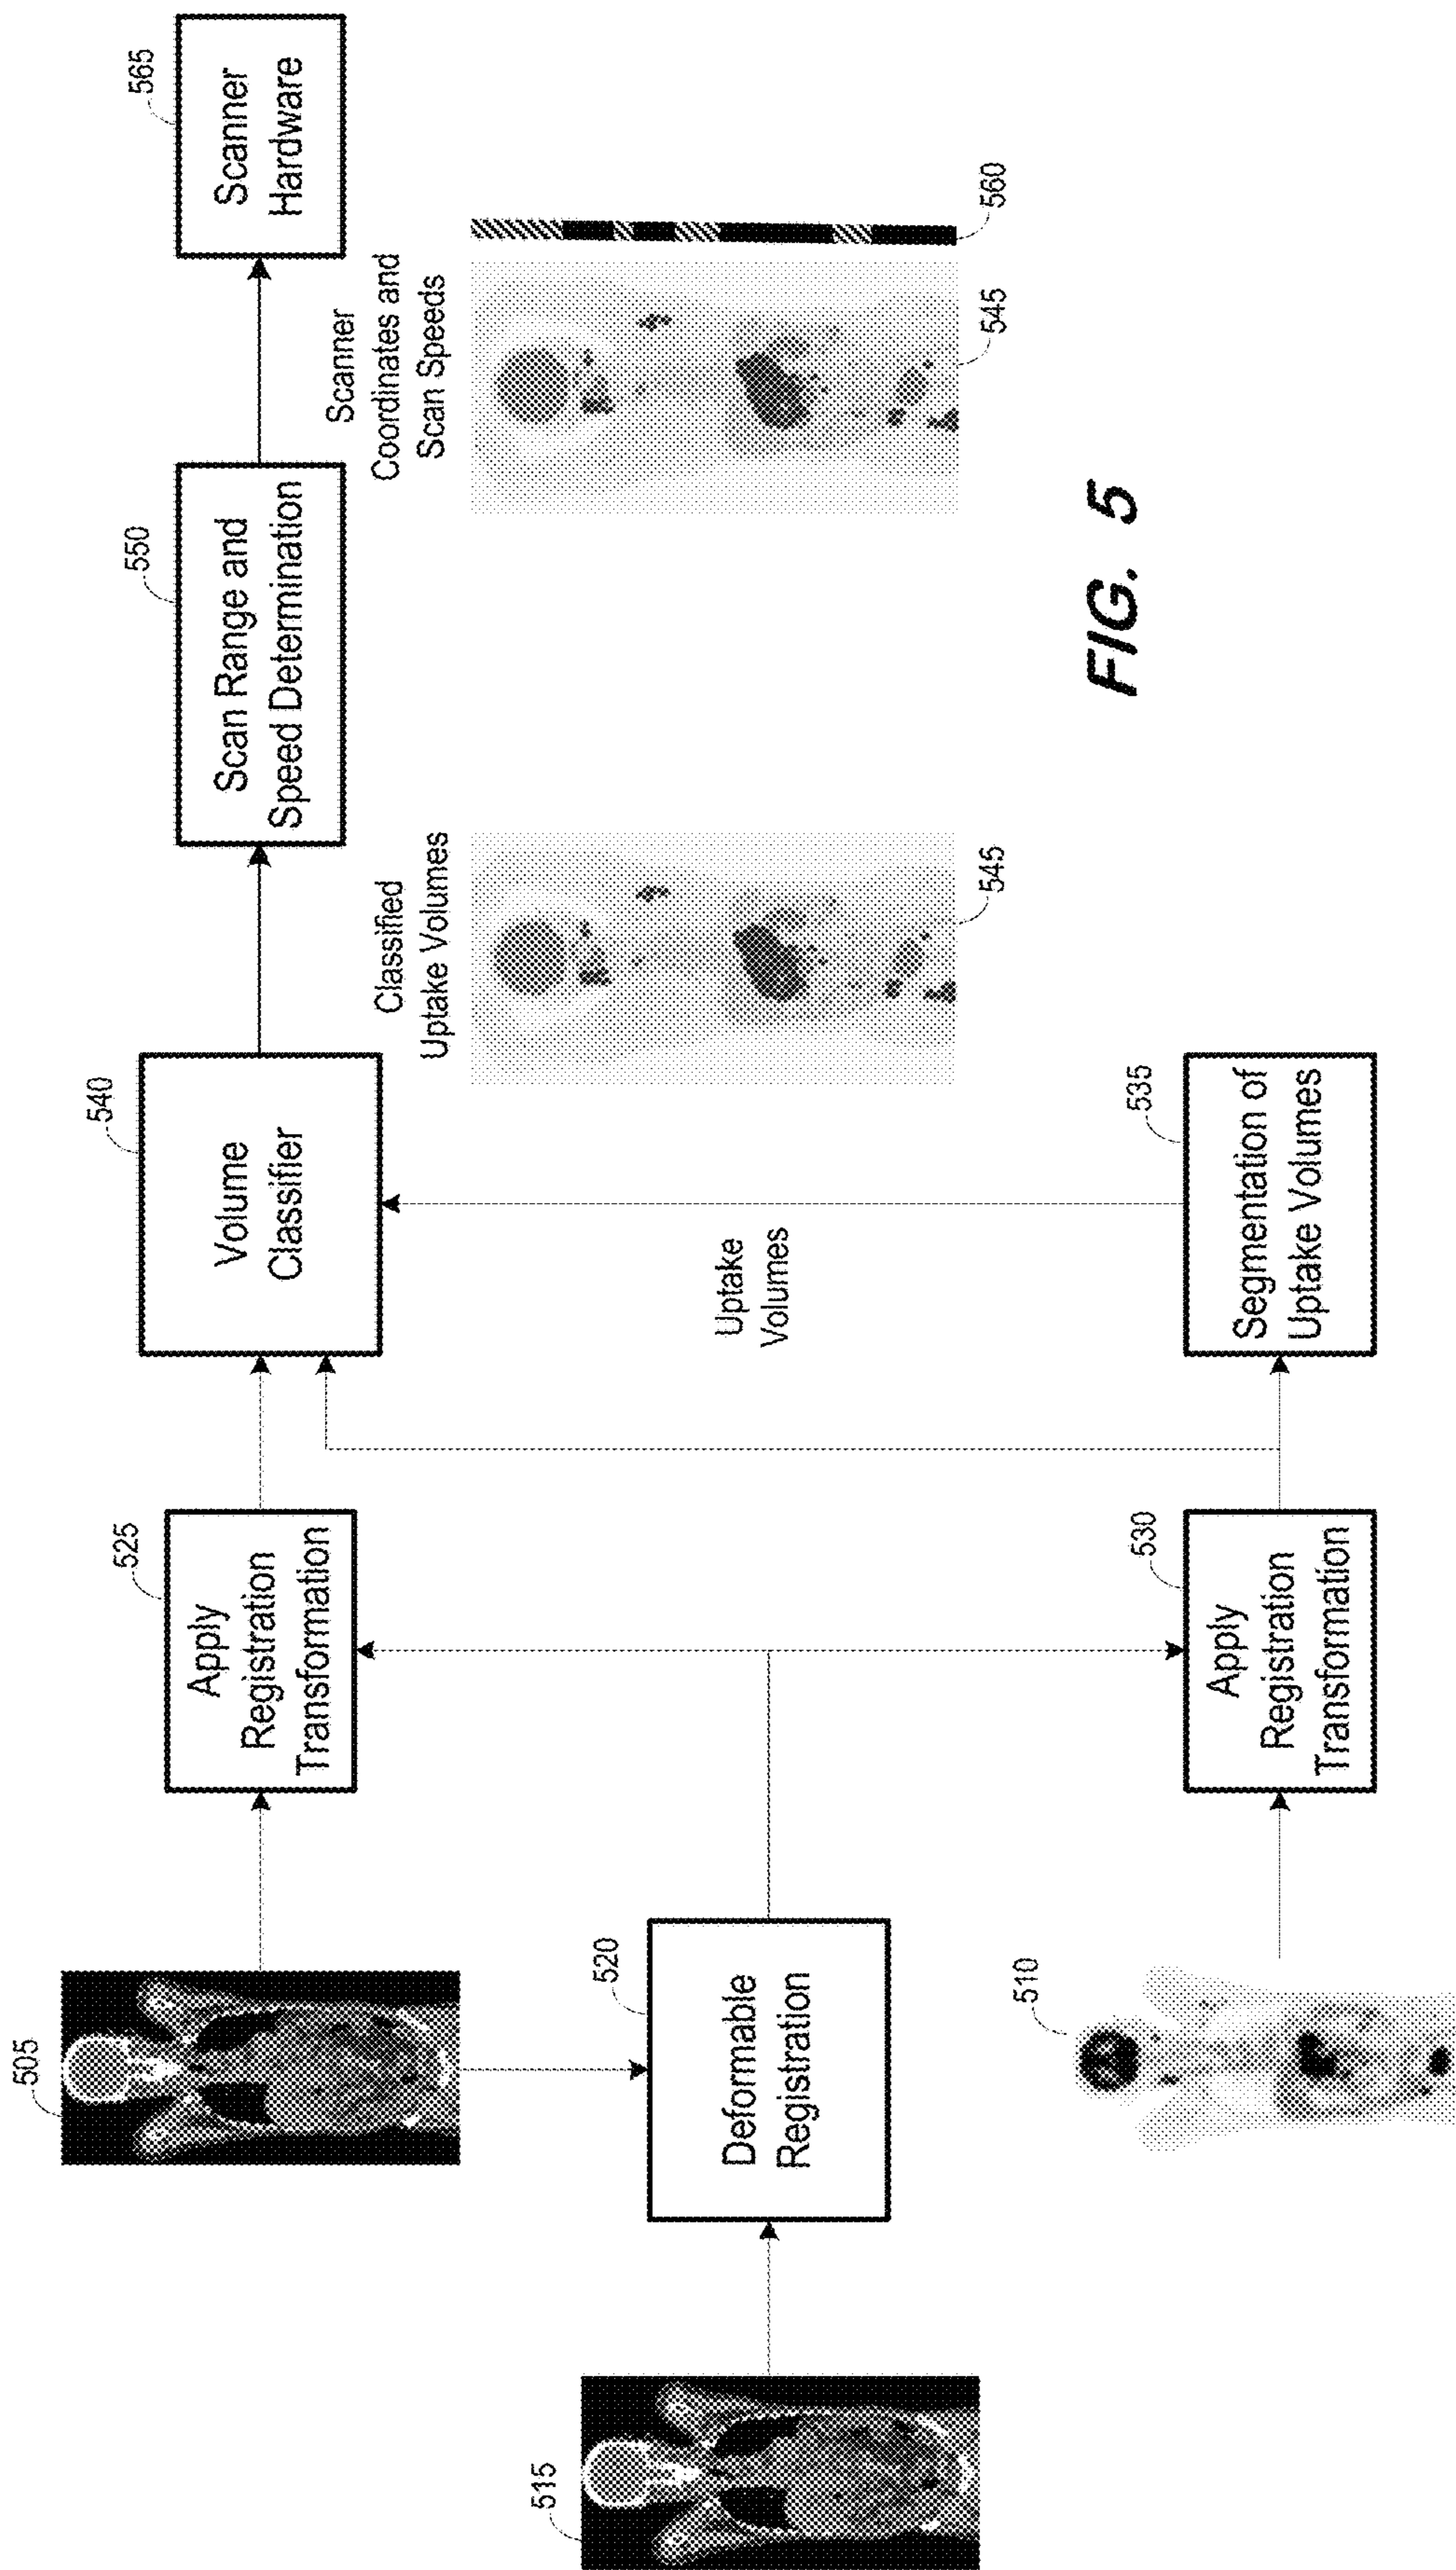 505
515
510
Deformable
Registration
520
Apply
Registration
Transformation
525
Apply
Registration
Transformation
530
Volume
Classifier
540
Uptake
Volumes
Segmentation of
Uptake Volumes
535
Classified
Uptake Volumes
545
Scan Range and
Speed Determination
550
Scanner
Coordinates and
Scan Speeds
545
560
Scanner
Hardware
565
FIG. 5